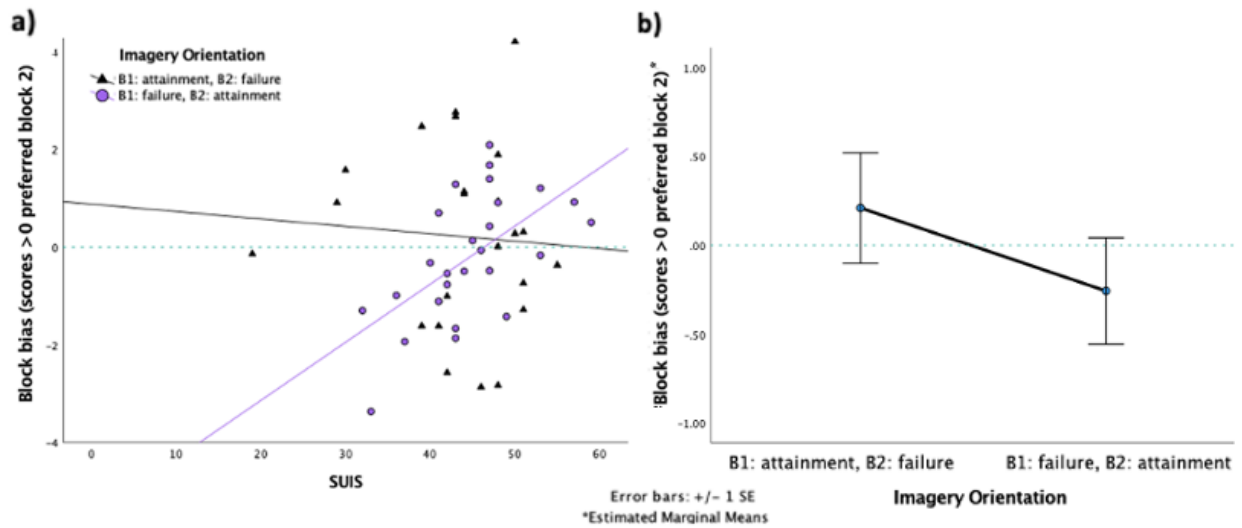 a)
Imagery Orientation
B1: attainment, B2: failure
B1: failure, B2: attainment
Block bias (scores > 0 preferred block 2)
4
2
0
-2
-4
0
10
20
30
40
50
60
SUIS
b)
Block bias (scores > 0 preferred block 2)*
1.00
.50
.00
-.50
-1.00
B1: attainment, B2: failure
B1: failure, B2: attainment
Imagery Orientation
Error bars: +/- 1 SE
*Estimated Marginal Means